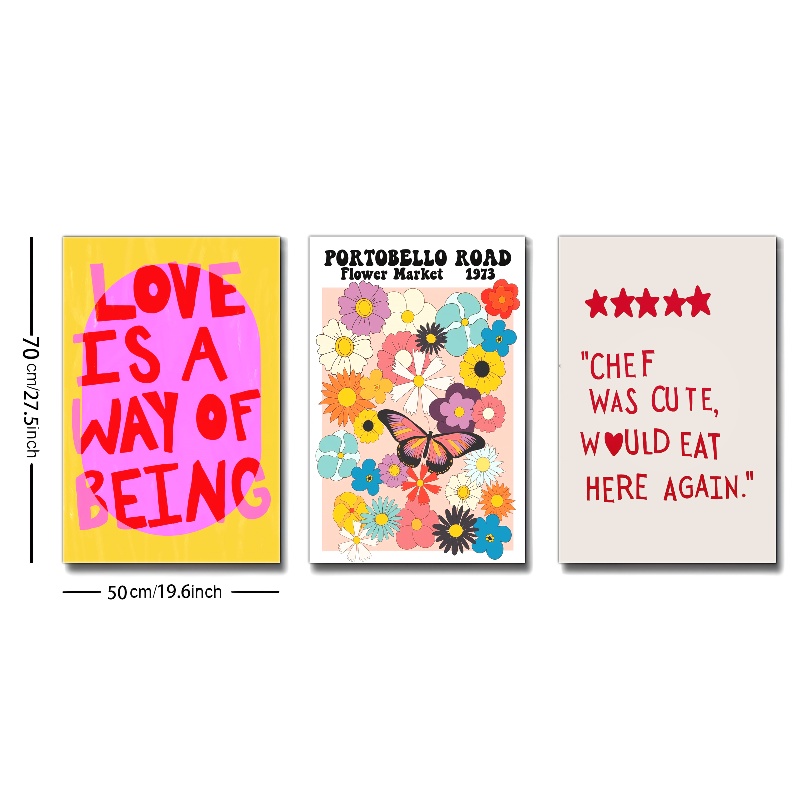 LOVE
IS A
WAY OF
BEING
PORTOBELLO ROAD
Flower Market 1973
"CHEF
WAS CUTE,
W♥ULD EAT
HERE AGAIN."
70cm/27.5inch
50cm/19.6inch